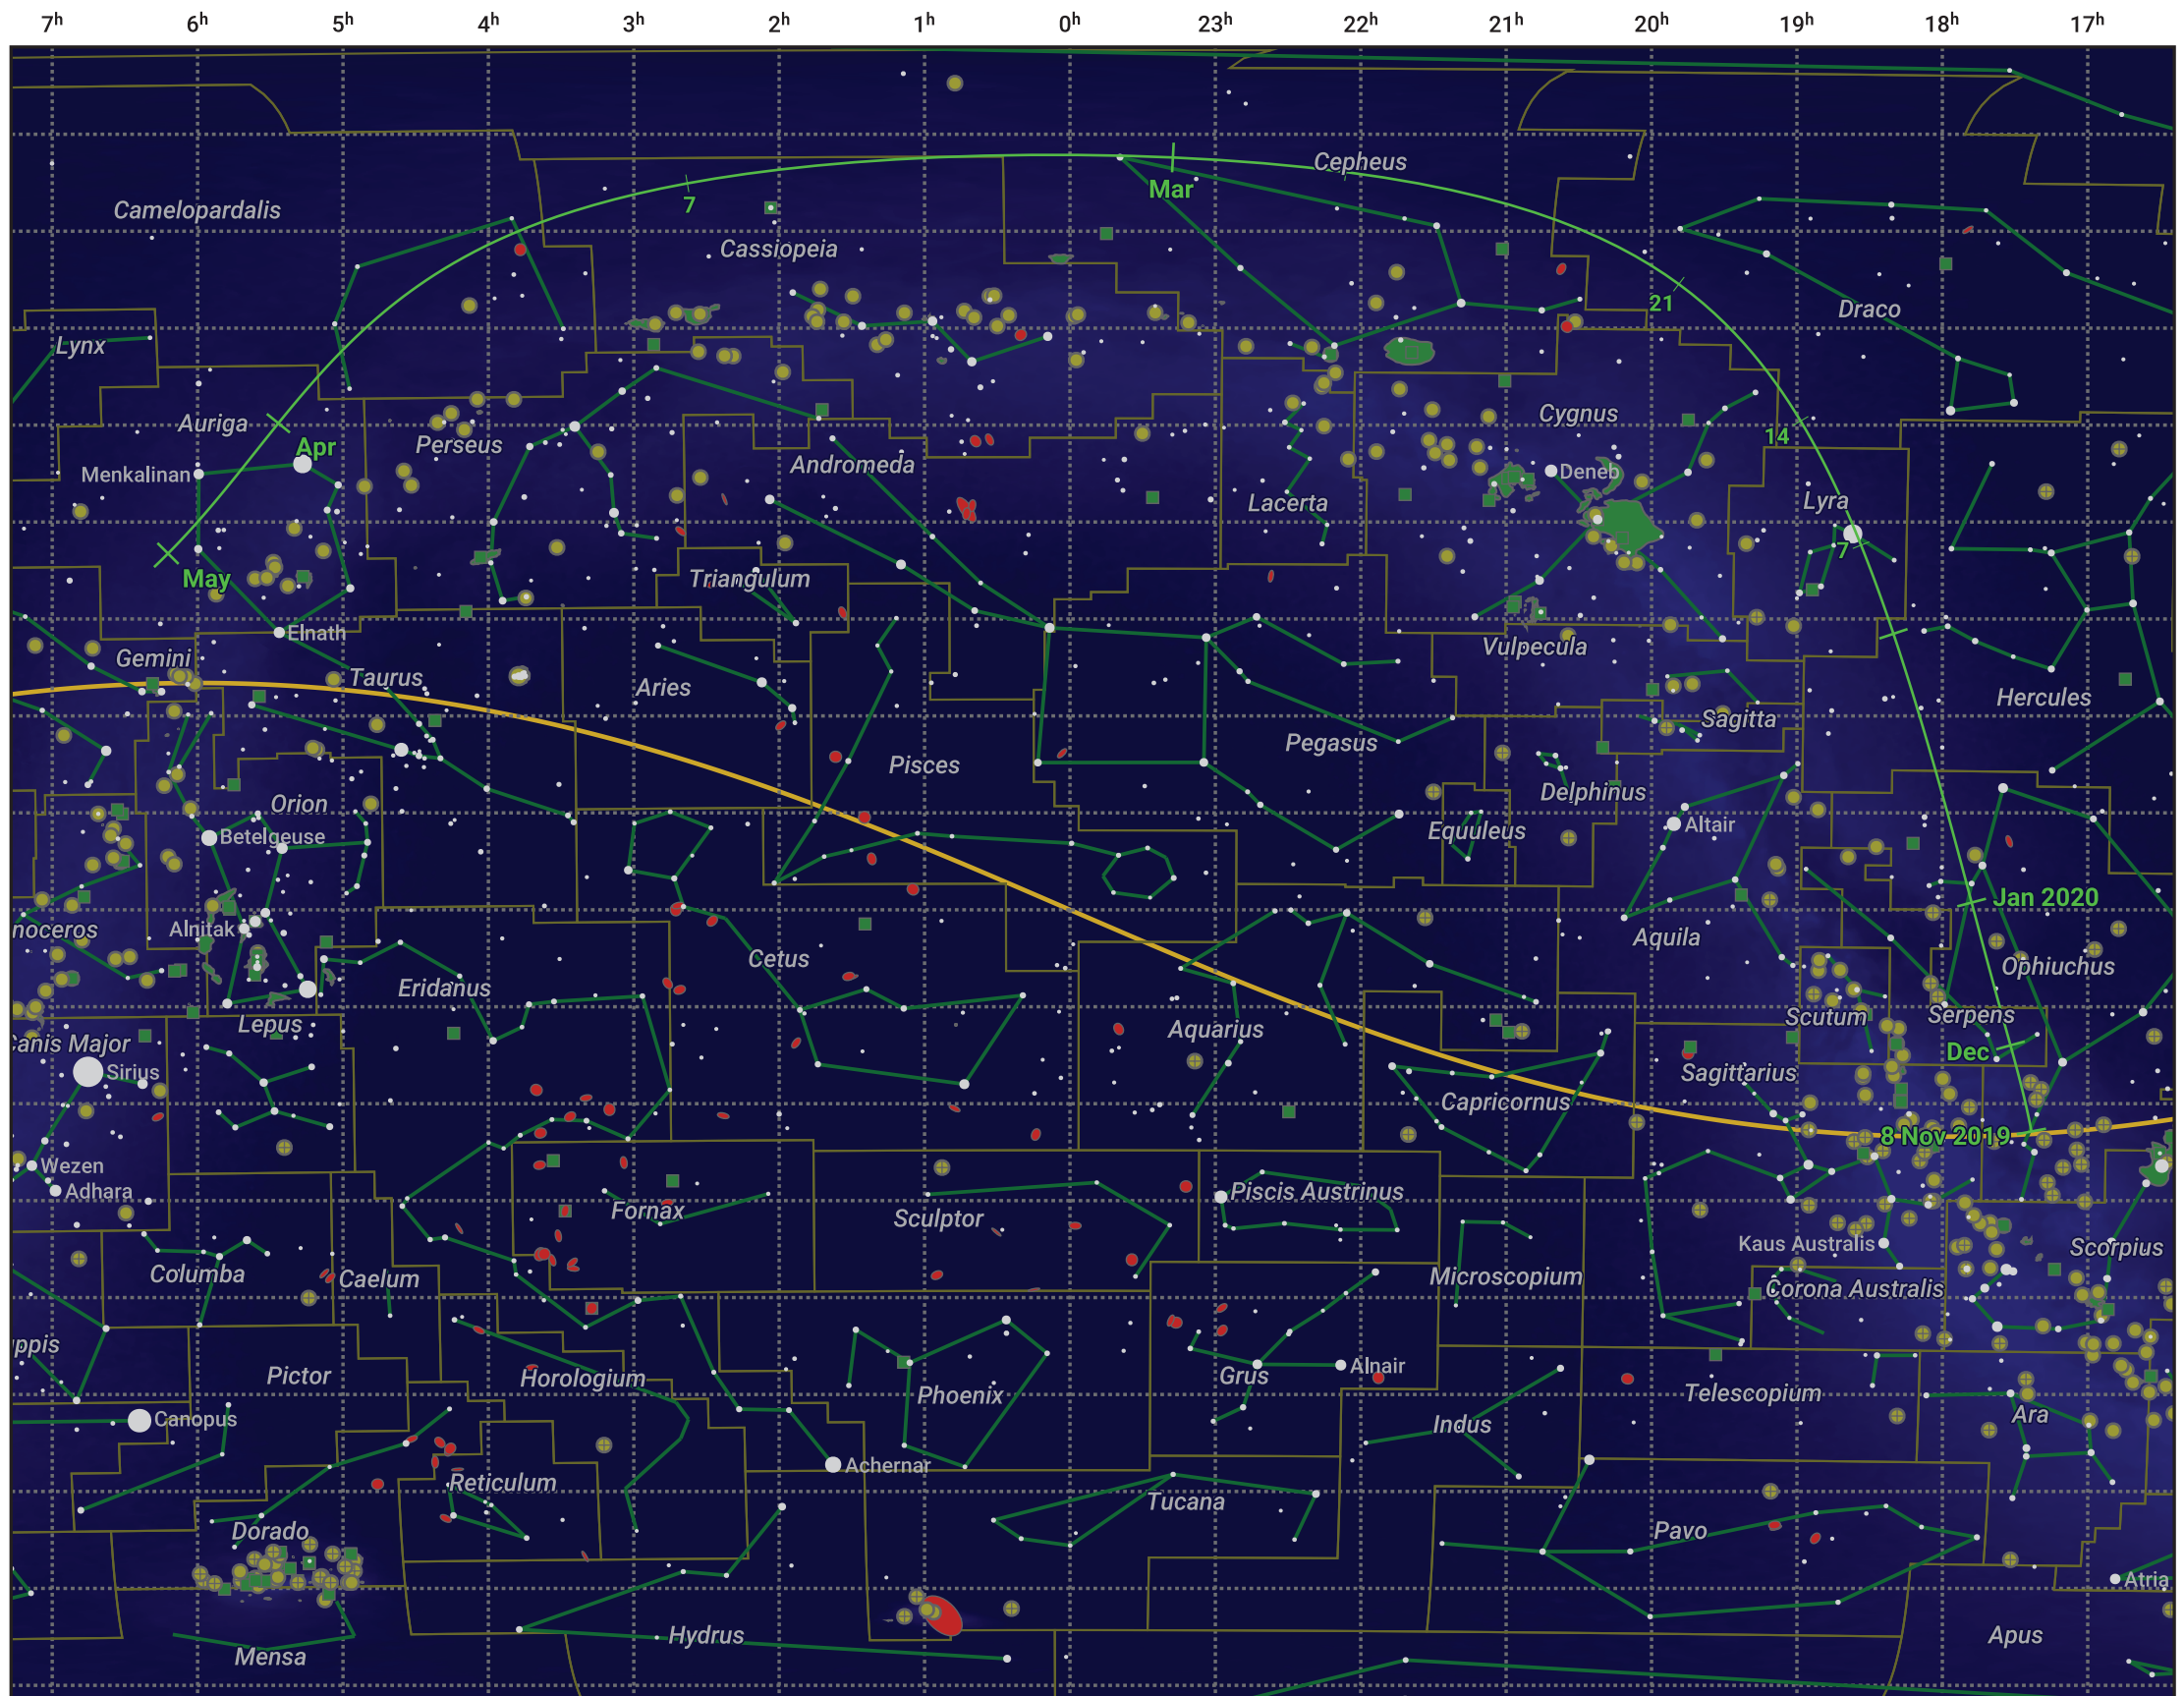 7h 6h 5h 4h 3h 2h 1h 0h 23h 22h 21h 20h 19h 18h 17h
Cepheus
Mar
7
Camelopardalis
Cassiopeia
21
Draco
Lynx
Auriga
Apr
Perseus
Cygnus
14
Menkalinan
Andromeda
Deneb
Lacerta
Lyra
7
May
Triangulum
Elnath
Gemini
Taurus
Aries
Vulpecula
Hercules
Sagitta
Pegasus
Pisces
Delphinus
Orion
Betelgeuse
Equuleus
Altair
Jan 2020
noceros
Alnitak
Cetus
Aquila
Ophiuchus
Eridanus
Lepus
Aquarius
Scutum
Serpens
Canis Major
Dec
Sirius
Sagittarius
Capricornus
8 Nov 2019
Wezen
Adhara
Fornax
Sculptor
Piscis Austrinus
Kaus Australis
Scorpius
Columba
Caelum
Microscopium
Corona Australis
ppis
Pictor
Horologium
Phoenix
Grus
Alnair
Telescopium
Canopus
Indus
Ara
Achernar
Reticulum
Tucana
Dorado
Pavo
Atria
Hydrus
Apus
Mensa